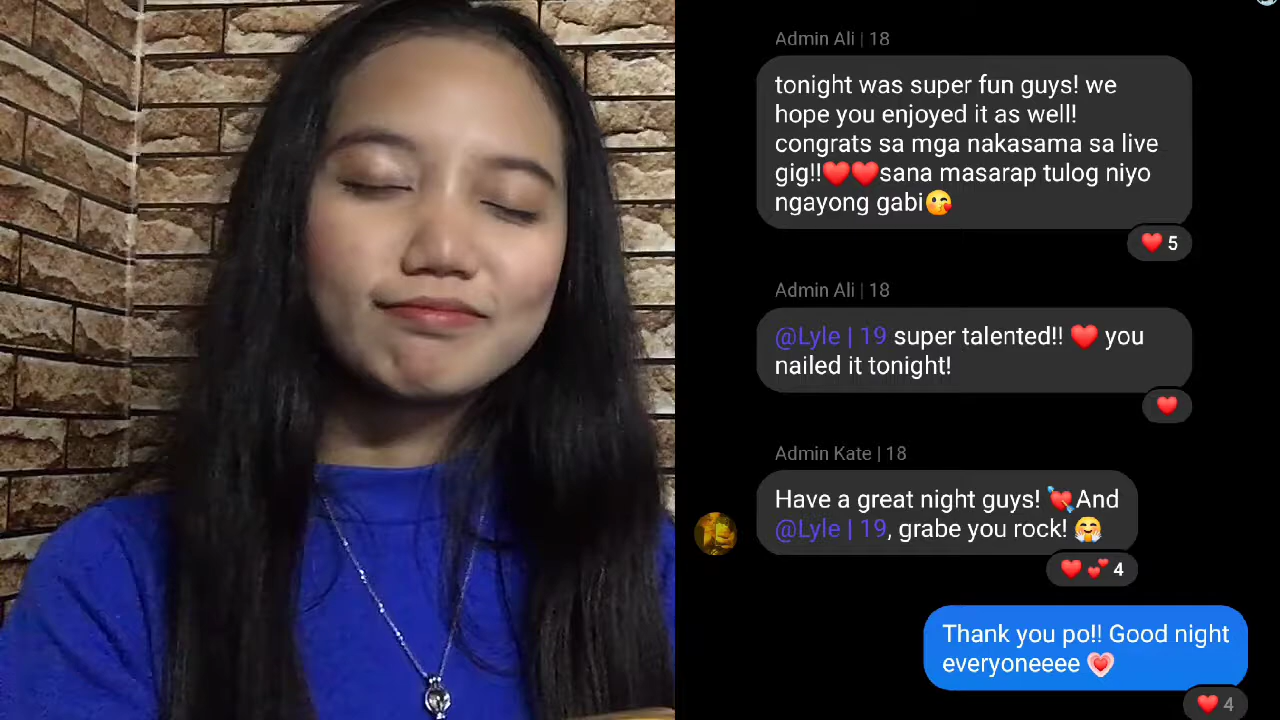 Admin Ali | 18
tonight was super fun guys! we
hope you enjoyed it as well!
congrats sa mga nakasama sa live
gig!!❤️❤️sana masarap tulog niyo
ngayong gabi😘
❤️ 5
Admin Ali | 18
@Lyle | 19 super talented!! ❤️ you
nailed it tonight!
❤️
Admin Kate | 18
Have a great night guys! 💘And
@Lyle | 19, grabe you rock! 🤗
❤️ 💕 4
Thank you po!! Good night
everyoneeee 💗
❤️ 4